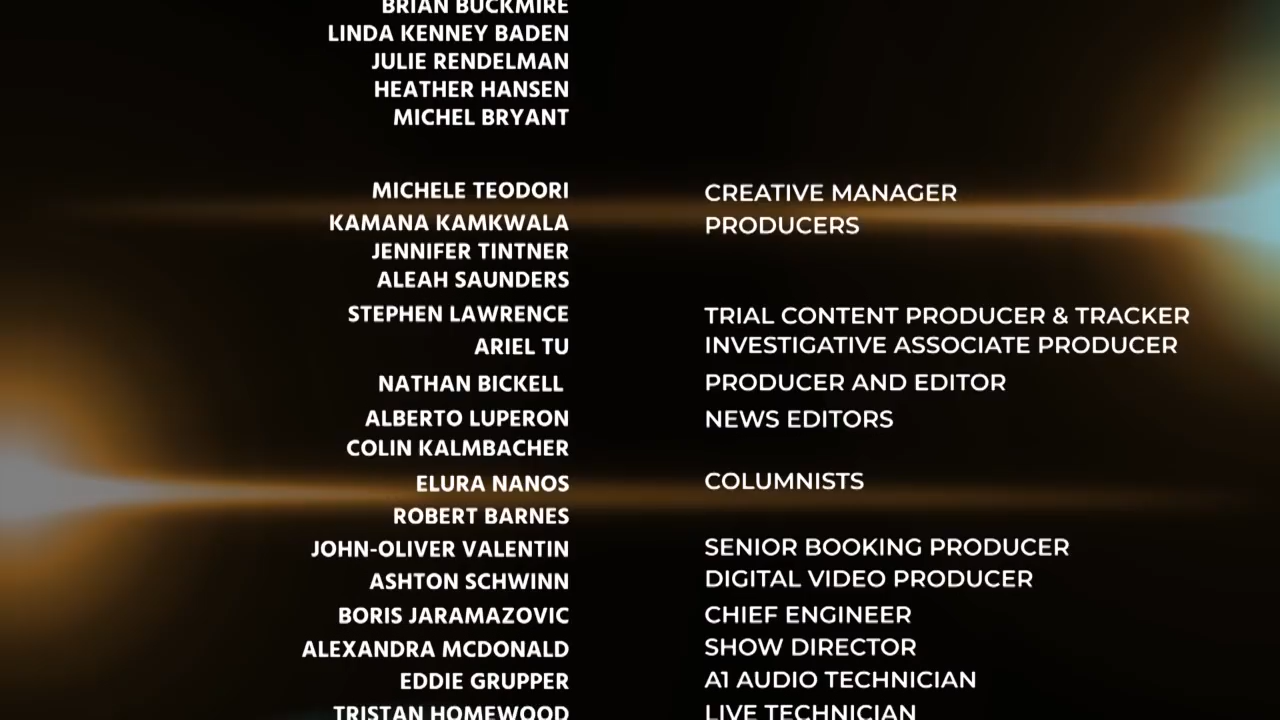 BRIAN BUCKMIRE
LINDA KENNEY BADEN
JULIE RENDELMAN
HEATHER HANSEN
MICHEL BRYANT
MICHELE TEODORI CREATIVE MANAGER
KAMANA KAMKWALA PRODUCERS
JENNIFER TINTNER
ALEAH SAUNDERS
STEPHEN LAWRENCE TRIAL CONTENT PRODUCER & TRACKER
ARIEL TU INVESTIGATIVE ASSOCIATE PRODUCER
NATHAN BICKELL PRODUCER AND EDITOR
ALBERTO LUPERON NEWS EDITORS
COLIN KALMBACHER
ELURA NANOS COLUMNISTS
ROBERT BARNES
JOHN-OLIVER VALENTIN SENIOR BOOKING PRODUCER
ASHTON SCHWINN DIGITAL VIDEO PRODUCER
BORIS JARAMAZOVIC CHIEF ENGINEER
ALEXANDRA MCDONALD SHOW DIRECTOR
EDDIE GRUPPER A1 AUDIO TECHNICIAN
TRISTAN HOMEWOOD LIVE TECHNICIAN